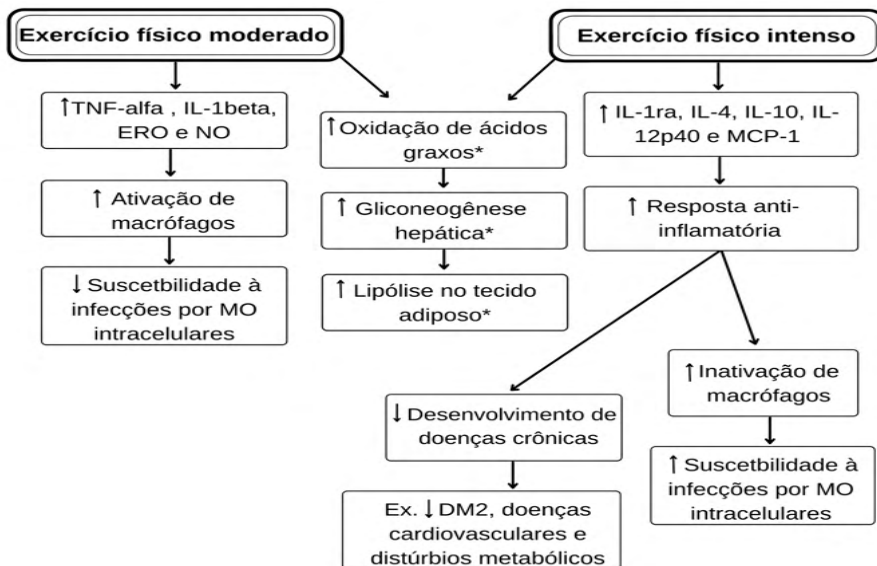 Exercício físico moderado
Exercício físico intenso
↑TNF-alfa , IL-1beta,
ERO e NO
↑Oxidação de ácidos
graxos*
↑ IL-1ra, IL-4, IL-10, IL-
12p40 e MCP-1
↑ Ativação de
macrófagos
↑ Gliconeogênese
hepática*
↑ Resposta anti-
inflamatória
↓Suscetbilidade à
infecções por MO
intracelulares
↑ Lipólise no tecido
adiposo*
↑Inativação de
macrófagos
↓Desenvolvimento de
doenças crônicas
↑Suscetbilidade à
infecções por MO
intracelulares
Ex.↓DM2, doenças
cardiovasculares e
distúrbios metabólicos